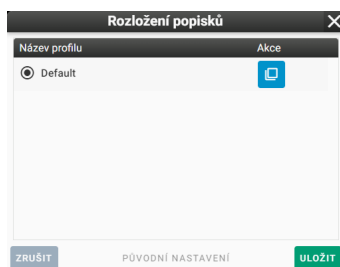 Rozložení popisků
Název profilu Akce
Default
ZRUŠIT PŮVODNÍ NASTAVENÍ ULOŽIT